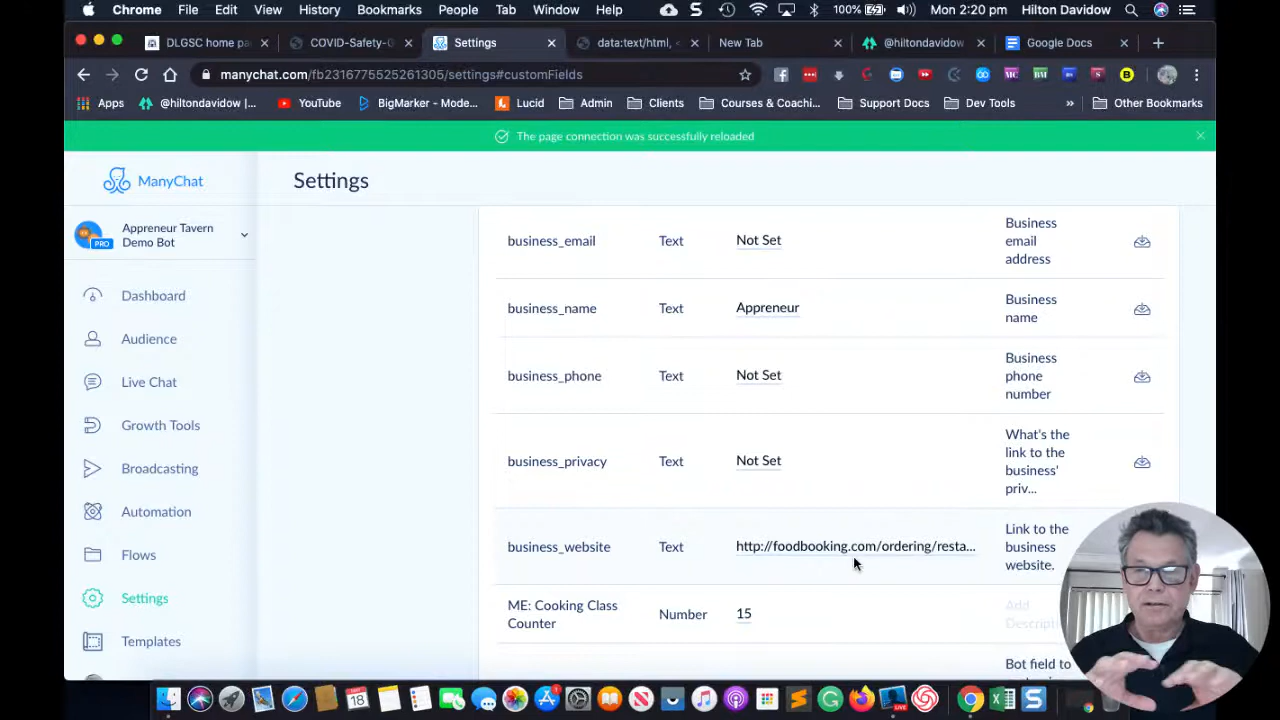 Chrome File Edit View History Bookmarks People Tab Window Help 100% Mon 2:20 pm Hilton Davidow
DLGSC home pa COVID-Safety-G Settings data:text/html, < New Tab @hiltondavidow Google Docs
manychat.com/fb2316775525261305/settings#customFields
Apps @hiltondavidow |... YouTube BigMarker - Mode... Lucid Admin Clients Courses & Coachi... Support Docs Dev Tools » Other Bookmarks
The page connection was successfully reloaded
ManyChat
Settings
Appreneur Tavern
Demo Bot
PRO
Dashboard
Audience
Live Chat
Growth Tools
Broadcasting
Automation
Flows
Settings
Templates
business_email Text Not Set
Business
email
address
business_name Text Appreneur
Business
name
business_phone Text Not Set
Business
phone
number
business_privacy Text Not Set
What's the
link to the
business'
priv...
business_website Text http://foodbooking.com/ordering/resta...
Link to the
business
website.
ME: Cooking Class
Counter
Number 15
Add
Bot field to